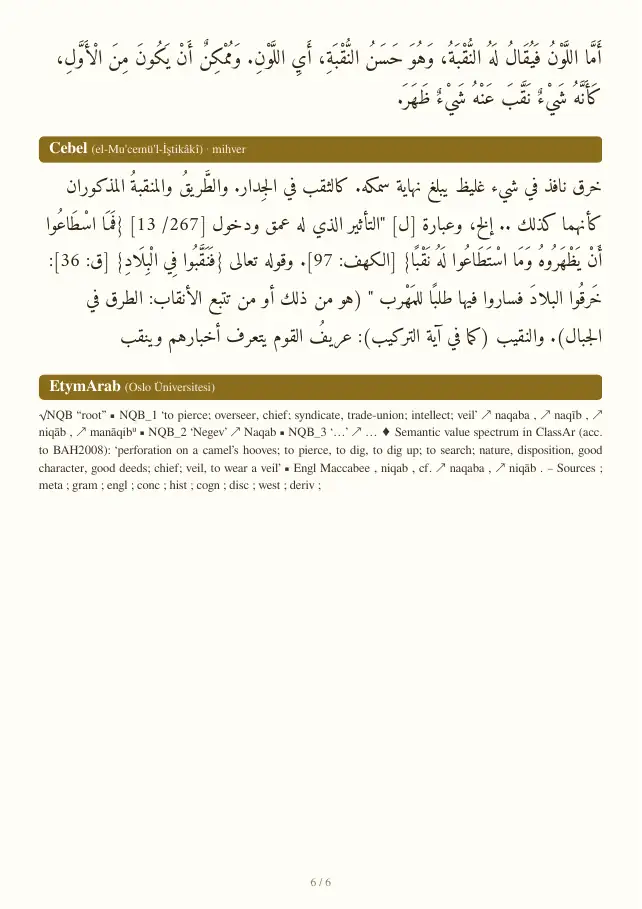 أَمَّا اللَّوْنُ فَيُقَالُ لَهُ النُّقْبَةُ، وَهُوَ حَسَنُ النُّقْبَةِ، أَيِ اللَّوْنِ. وَمُمْكِنٌ أَنْ يَكُونَ مِنَ الْأَوَّلِ،
كَأَنَّهُ شَيْءٌ نَقَّبَ عَنْهُ شَيْءٌ ظَهَرَ.
Cebel (el-Mu'cemü'l-İştikâkî) · mihver
خرق نافذ في شيء غليظ يبلغ نهاية سمكه. كالثقب في الجِدار. والطَّريقُ والمنقبةُ المذكوران
كأنهما كذلك .. إلخ، وعبارة [ل] "التأثير الذي له عمق ودخول [267/ 13] {فَمَا اسْطَاعُوا
أَنْ يَظْهَرُوهُ وَمَا اسْتَطَاعُوا لَهُ نَقْبًا} [الكهف: 97]. وقوله تعالى {فَنَقَّبُوا فِي الْبِلَادِ} [ق: 36]:
خَرقُوا البلادَ فساروا فيها طلبًا للمَهْرب " (هو من ذلك أو من تتبع الأنقاب: الطرق في
الجبال). والنقيب (كما في آية التركيب): عريفُ القوم يتعرف أخبارهم وينقب
EtymArab (Oslo Üniversitesi)
√NQB “root” ▪ NQB_1 ‘to pierce; overseer, chief; syndicate, trade-union; intellect; veil’ ↗ naqaba , ↗ naqīb , ↗
niqāb , ↗ manāqibᵘ ▪ NQB_2 ‘Negev’ ↗ Naqab ▪ NQB_3 ‘…’ ↗ … ♦ Semantic value spectrum in ClassAr (acc.
to BAH2008): ‘perforation on a camel’s hooves; to pierce, to dig, to dig up; to search; nature, disposition, good
character, good deeds; chief; veil, to wear a veil’ ▪ Engl Maccabee , niqab , cf. ↗ naqaba , ↗ niqāb . – Sources ;
meta ; gram ; engl ; conc ; hist ; cogn ; disc ; west ; deriv ;
6 / 6